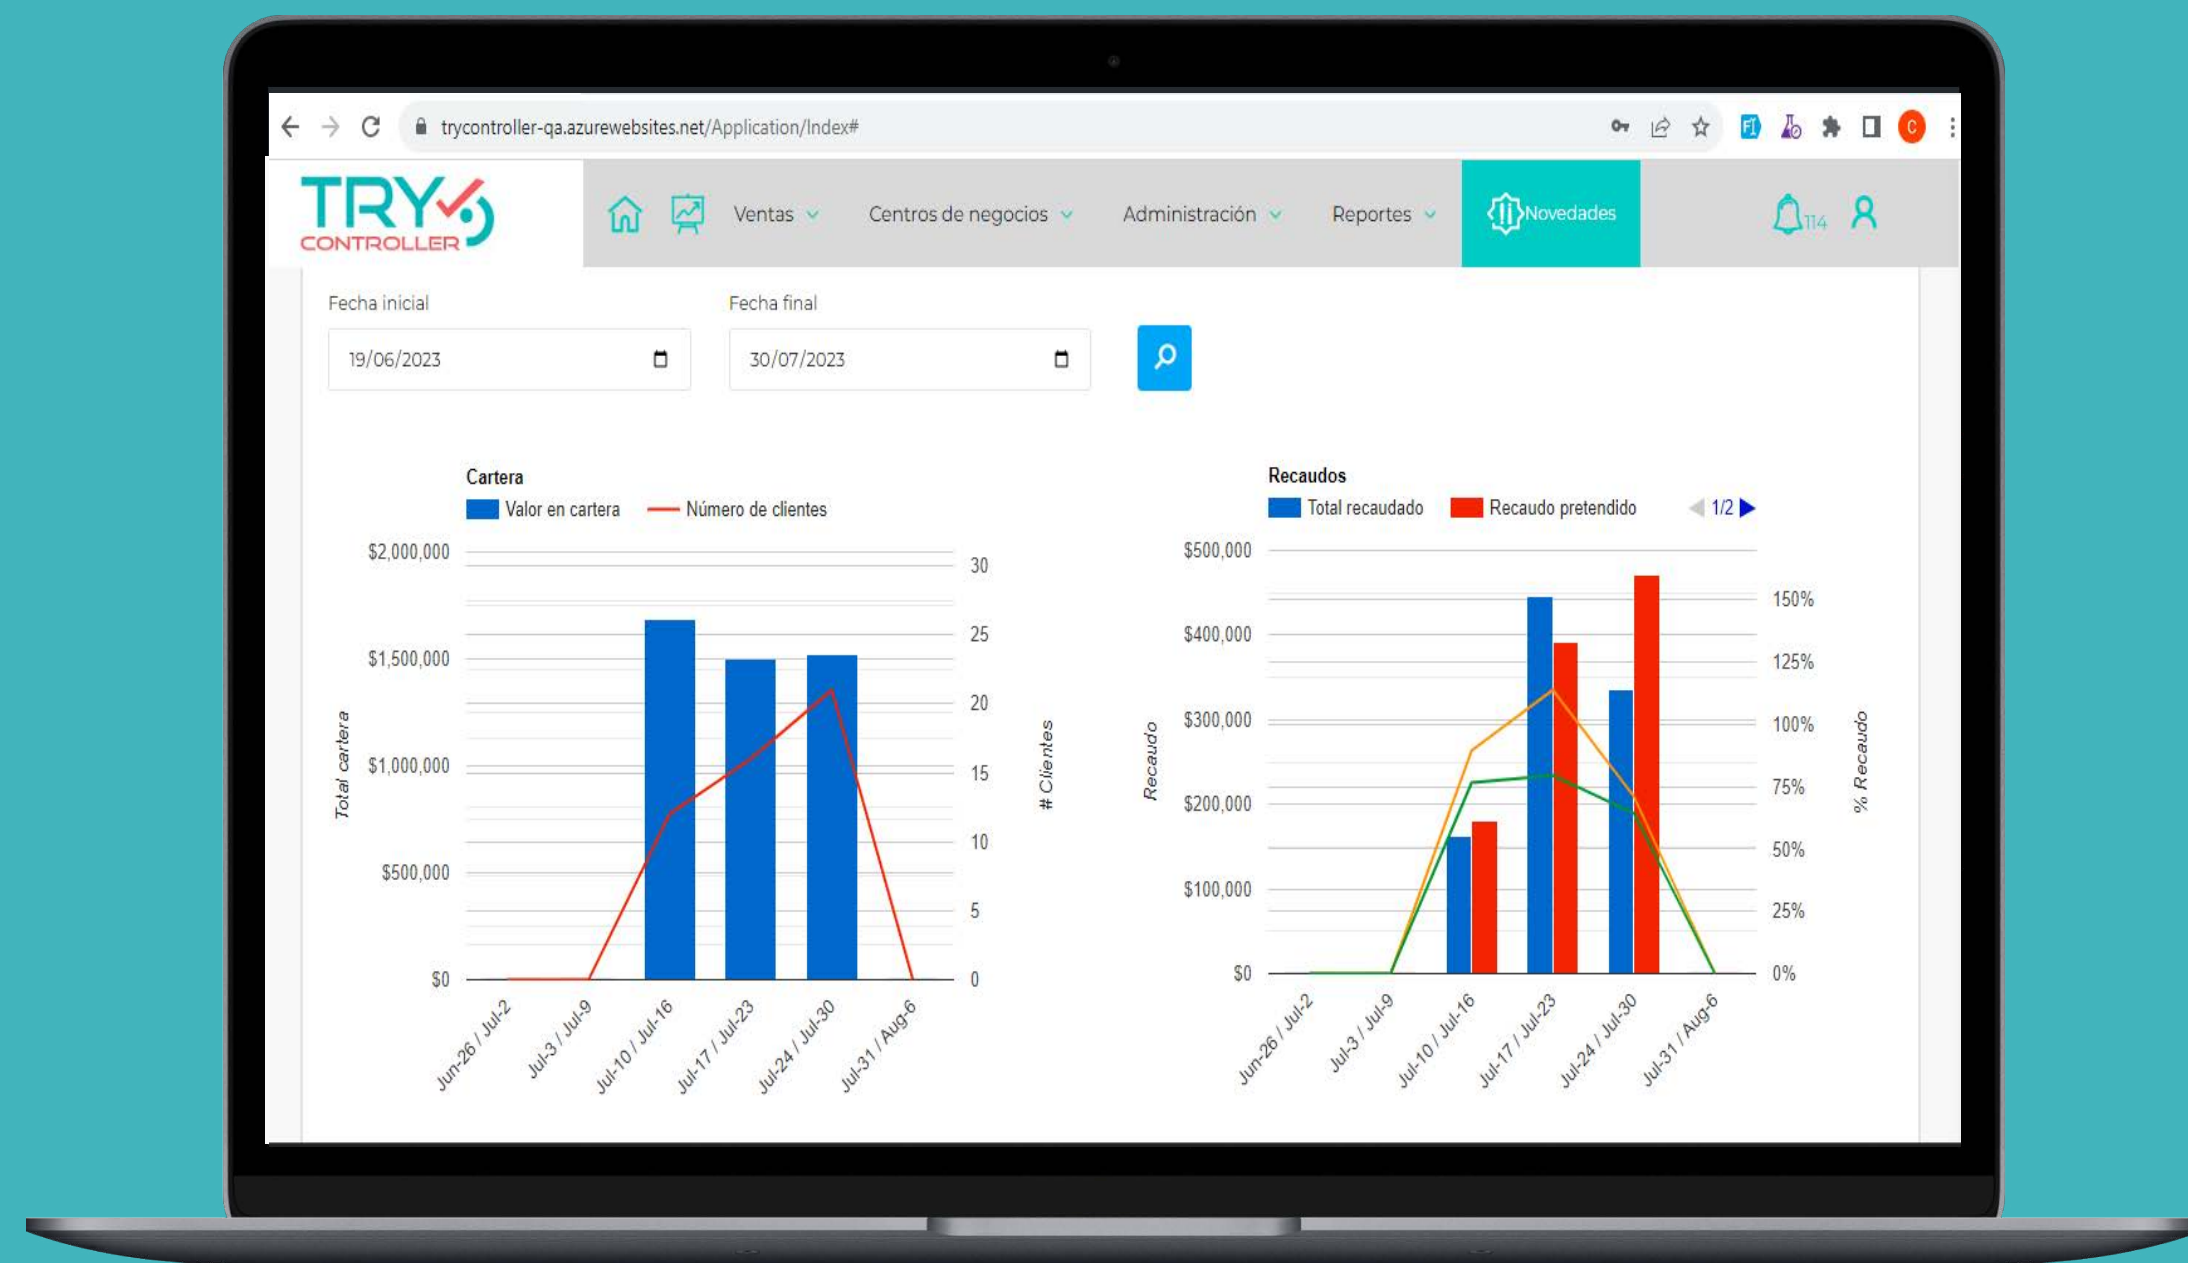 trycontroller-qa.azurewebsites.net/Application/Index#
FI
C
TRY
CONTROLLER
Ventas
Centros de negocios
Administración
Reportes
Novedades
114
Fecha inicial
Fecha final
19/06/2023
30/07/2023
Cartera
Valor en cartera
Número de clientes
$2,000,000
$1,500,000
$1,000,000
$500,000
$0
Total cartera
30
25
20
15
10
5
0
# Clientes
Jun-26 / Jul-2
Jul-3 / Jul-9
Jul-10 / Jul-16
Jul-17 / Jul-23
Jul-24 / Jul-30
Jul-31 / Aug-6
Recaudos
Total recaudado
Recaudo pretendido
1/2
$500,000
$400,000
$300,000
$200,000
$100,000
$0
Recaudo
150%
125%
100%
75%
50%
25%
0%
% Recaudo
Jun-26 / Jul-2
Jul-3 / Jul-9
Jul-10 / Jul-16
Jul-17 / Jul-23
Jul-24 / Jul-30
Jul-31 / Aug-6